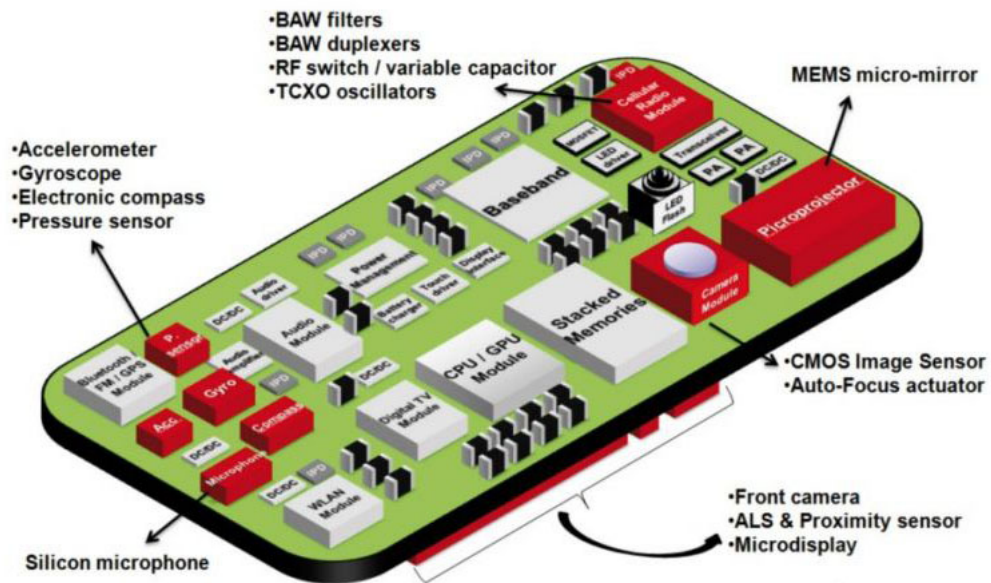 •BAW filters
•BAW duplexers
•RF switch / variable capacitor
•TCXO oscillators
MEMS micro-mirror
•Accelerometer
•Gyroscope
•Electronic compass
•Pressure sensor
IPD
Cellular
Radio
Module
MOSFET
LED
driver
Transceiver
PA
PA
DC/DC
IPD
IPD
IPD
Baseband
LED
Flash
Picroprojector
IPD
IPD
Power
Management
Display
interface
Touch
driver
Battery
charger
Camera
Module
Stacked
Memories
Audio
driver
DC/DC
Audio
Module
P.
sensor
Audio
amplifier
Bluetooth
FM / GPS
Module
CPU / GPU
Module
DC/DC
Gyro
IPD
Digital TV
Module
Acc.
Compass
DC/DC
Microphone
IPD
DC/DC
WLAN
Module
•CMOS Image Sensor
•Auto-Focus actuator
•Front camera
•ALS & Proximity sensor
•Microdisplay
Silicon microphone